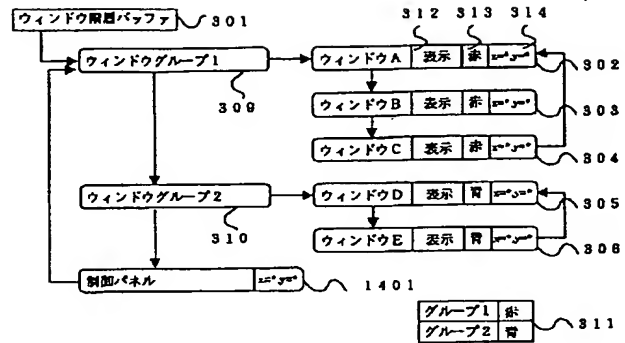 ウィンドウ階層バッファ 301
312 313 314
ウィンドウグループ1 309
ウィンドウA 表示 赤 x=* y=* 302
ウィンドウB 表示 赤 x=* y=* 303
ウィンドウC 表示 赤 x=* y=* 304
ウィンドウグループ2 310
ウィンドウD 表示 青 x=* y=* 305
ウィンドウE 表示 青 x=* y=* 306
制御パネル x=* y=* 1401
グループ1 赤
グループ2 青
311